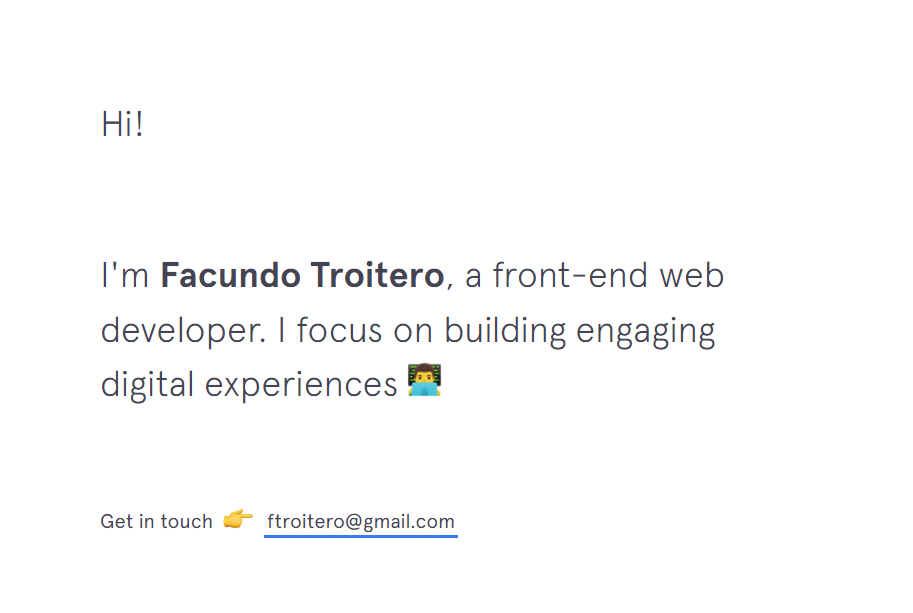 Hi!
I'm Facundo Troitero, a front-end web
developer. I focus on building engaging
digital experiences 👨‍💻
Get in touch 👉 ftroitero@gmail.com